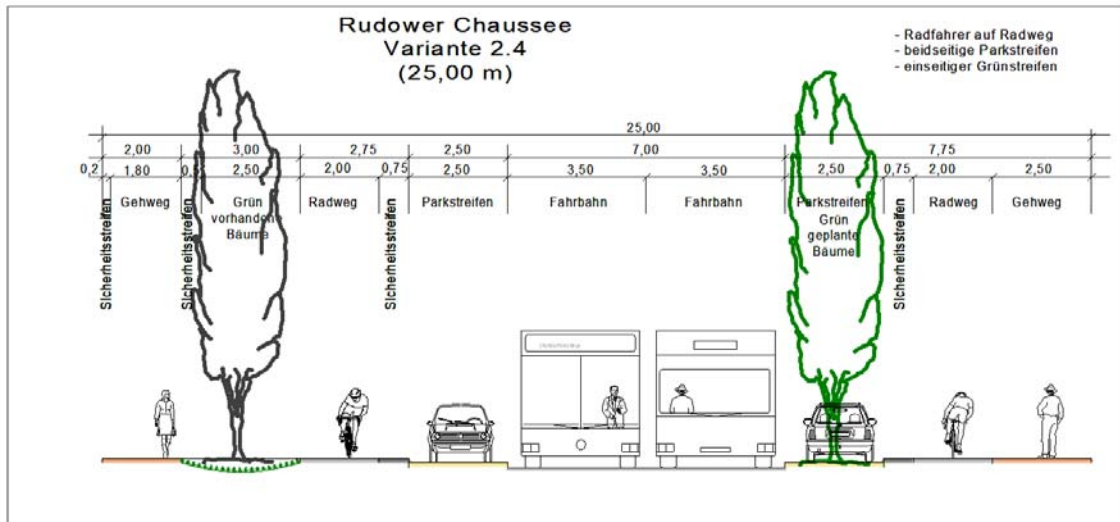 Rudower Chaussee
Variante 2.4
(25,00 m)
- Radfahrer auf Radweg
- beidseitige Parkstreifen
- einseitiger Grünstreifen
25,00
2,00 3,00 2,75 2,50 7,00 7,75
0,2 1,80 2,50 2,00 0,75 2,50 3,50 3,50 2,50 0,75 2,00 2,50
Sicherheitsstreifen
Gehweg
Sicherheitsstreifen
Grün
vorhandene
Bäume
Radweg
Sicherheitsstreifen
Parkstreifen
Fahrbahn
Fahrbahn
Parkstreifen
Grün
geplante
Bäume
Sicherheitsstreifen
Radweg
Gehweg